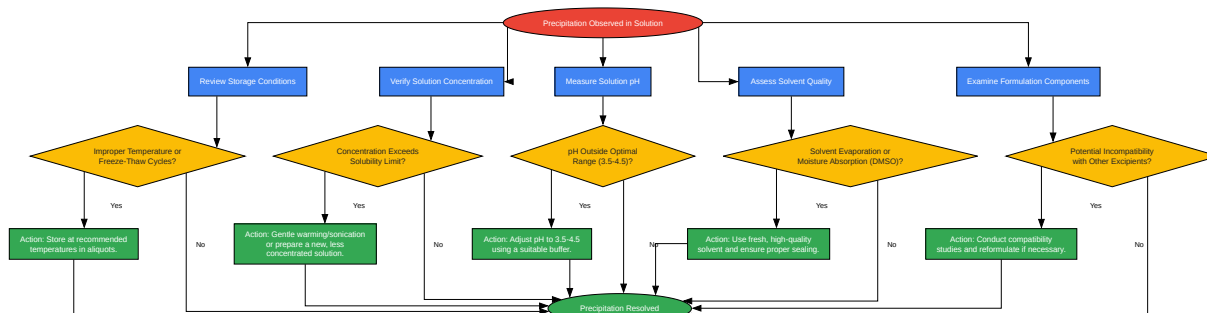 Precipitation Observed in Solution
Review Storage Conditions
Verify Solution Concentration
Measure Solution pH
Assess Solvent Quality
Examine Formulation Components
Improper Temperature or
Freeze-Thaw Cycles?
Concentration Exceeds
Solubility Limit?
pH Outside Optimal
Range (3.5-4.5)?
Solvent Evaporation or
Moisture Absorption (DMSO)?
Potential Incompatibility
with Other Excipients?
Yes
Yes
Yes
Yes
Yes
Action: Store at recommended
temperatures in aliquots.
No
Action: Gentle warming/sonication
or prepare a new, less
concentrated solution.
No
Action: Adjust pH to 3.5-4.5
using a suitable buffer.
No
Action: Use fresh, high-quality
solvent and ensure proper sealing.
No
Action: Conduct compatibility
studies and reformulate if necessary.
No
Precipitation Resolved